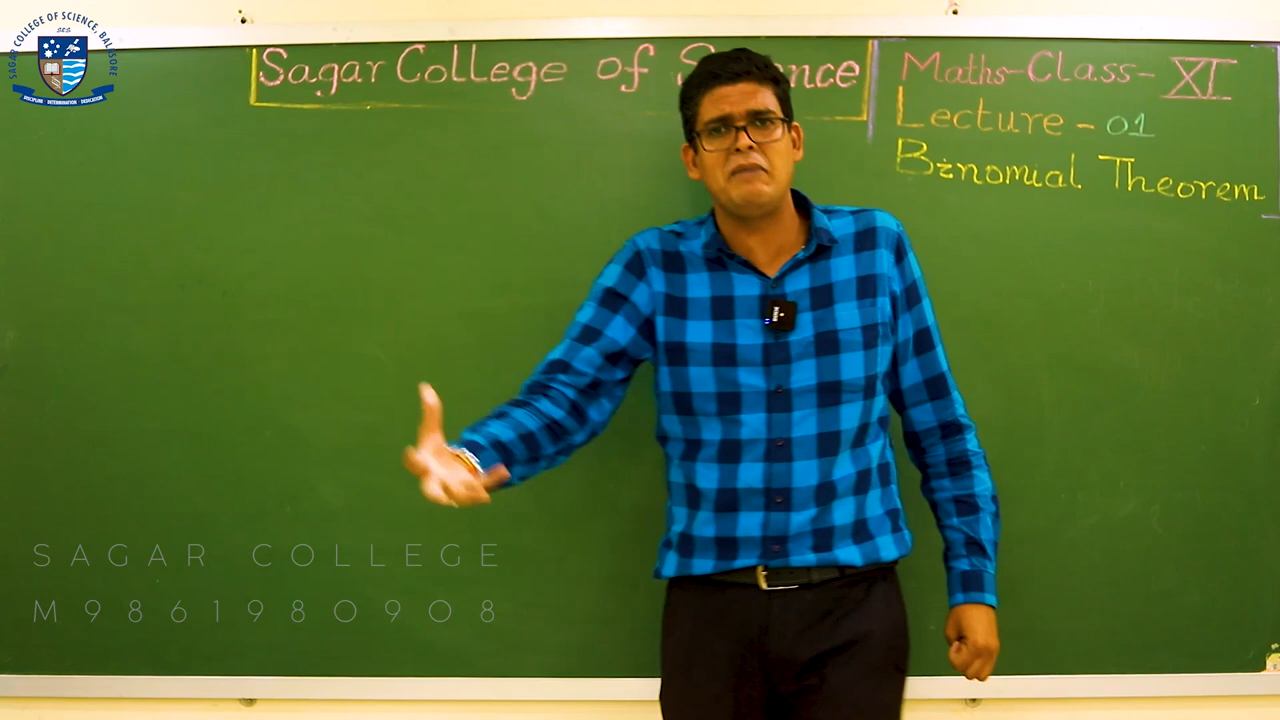 SAGAR COLLEGE OF SCIENCE, BALASORE
SCS
DISCIPLINE · DETERMINATION · DEDICATION
Sagar College of Science
Maths-Class-XI
Lecture-01
Binomial Theorem
SAGAR COLLEGE
M9861980908